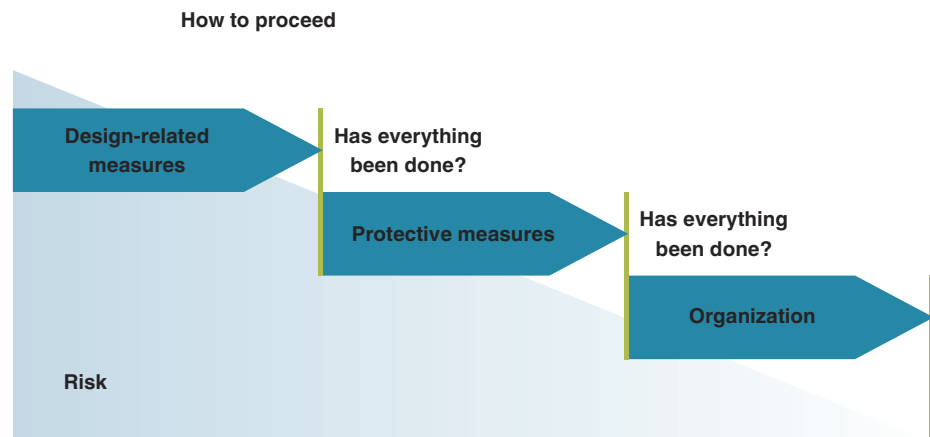 How to proceed
Design-related
measures
Has everything
been done?
Protective measures
Has everything
been done?
Organization
Risk